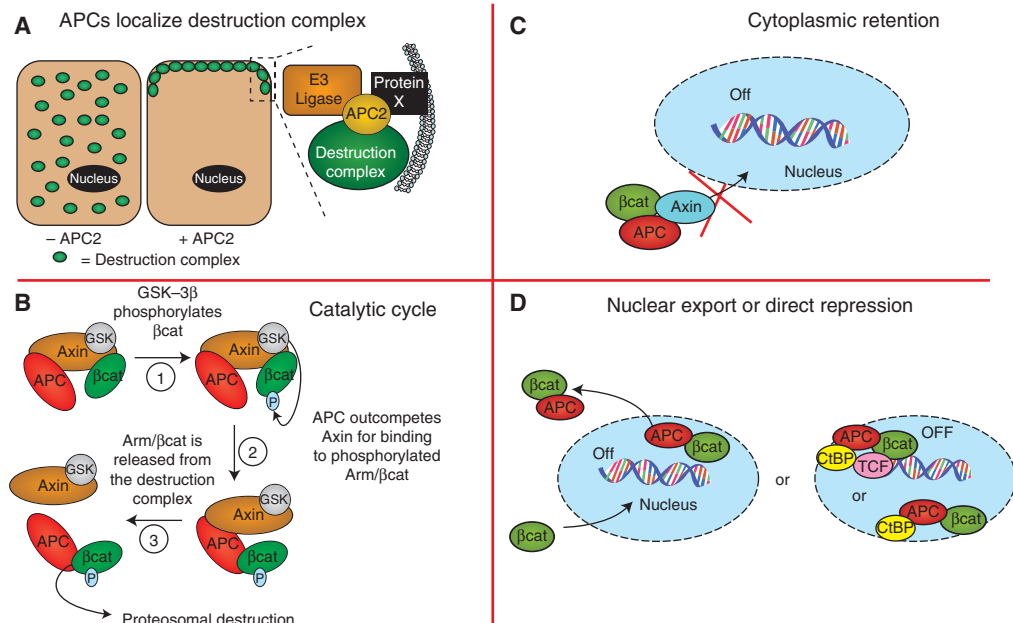 A
APCs localize destruction complex
E3
Ligase
Protein
X
APC2
Destruction
complex
Nucleus
Nucleus
– APC2
+ APC2
= Destruction complex
B
GSK–3β
phosphorylates
βcat
Catalytic cycle
GSK
Axin
APC
βcat
1
GSK
Axin
APC
βcat
P
2
APC outcompetes
Axin for binding
to phosphorylated
Arm/βcat
Arm/βcat is
released from
the destruction
complex
3
GSK
Axin
APC
βcat
P
GSK
Axin
APC
βcat
P
Proteosomal destruction
C
Cytoplasmic retention
Off
Nucleus
βcat
Axin
APC
D
Nuclear export or direct repression
βcat
APC
APC
βcat
Off
Nucleus
βcat
or
APC
βcat
OFF
CtBP
TCF
or
APC
CtBP
βcat